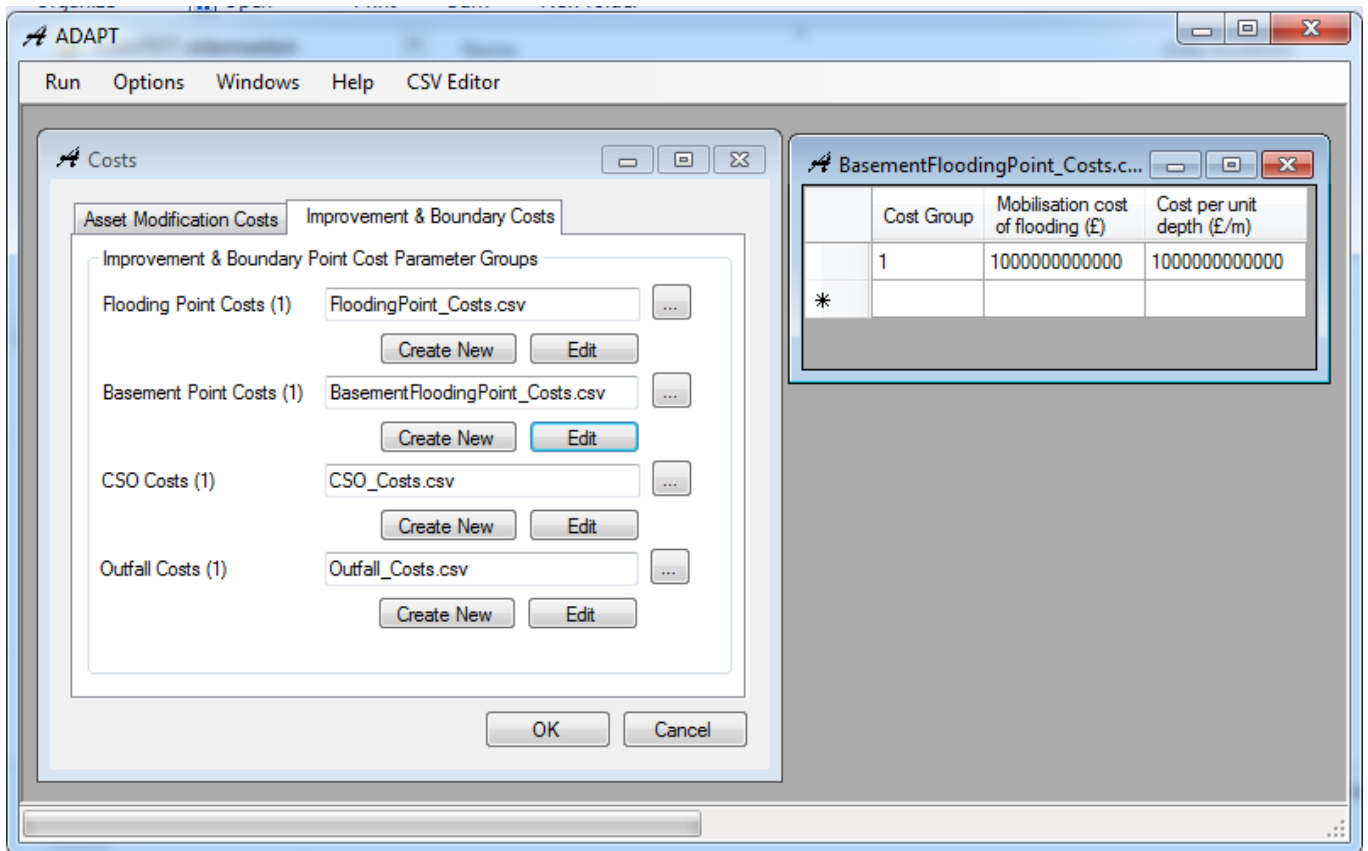 ADAPT
Run Options Windows Help CSV Editor
Costs
Asset Modification Costs Improvement & Boundary Costs
Improvement & Boundary Point Cost Parameter Groups
Flooding Point Costs (1) FloodingPoint_Costs.csv ...
Create New Edit
Basement Point Costs (1) BasementFloodingPoint_Costs.csv ...
Create New Edit
CSO Costs (1) CSO_Costs.csv ...
Create New Edit
Outfall Costs (1) Outfall_Costs.csv ...
Create New Edit
OK Cancel
BasementFloodingPoint_Costs.c...
Cost Group Mobilisation cost Cost per unit
of flooding (£) depth (£/m)
1 1000000000000 1000000000000